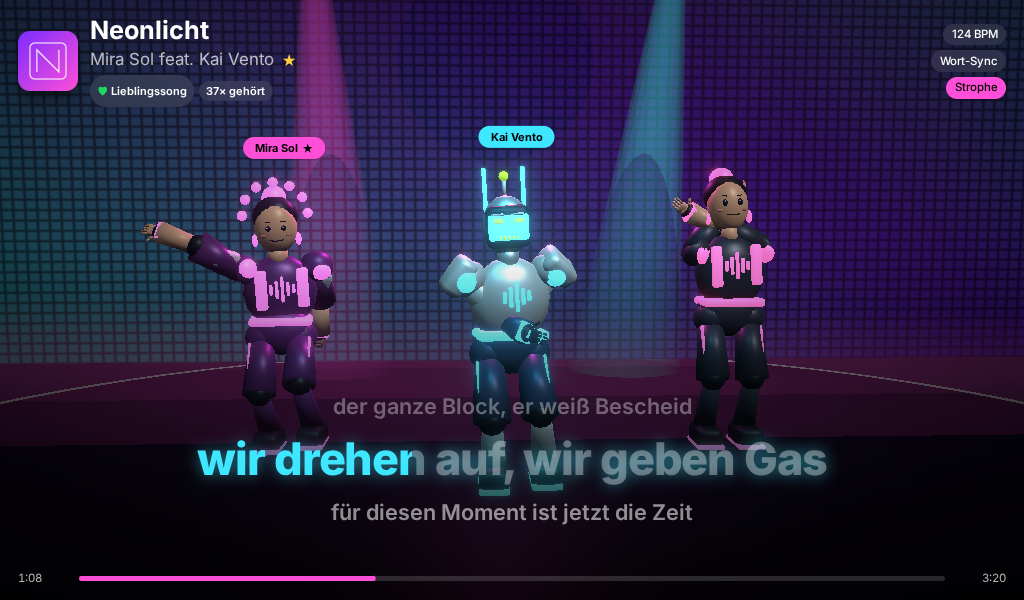 Neonlicht
Mira Sol feat. Kai Vento ★
Lieblingssong
37× gehört
124 BPM
Wort-Sync
Strophe
Mira Sol ★
Kai Vento
der ganze Block, er weiß Bescheid
wir drehen auf, wir geben Gas
für diesen Moment ist jetzt die Zeit
1:08
3:20